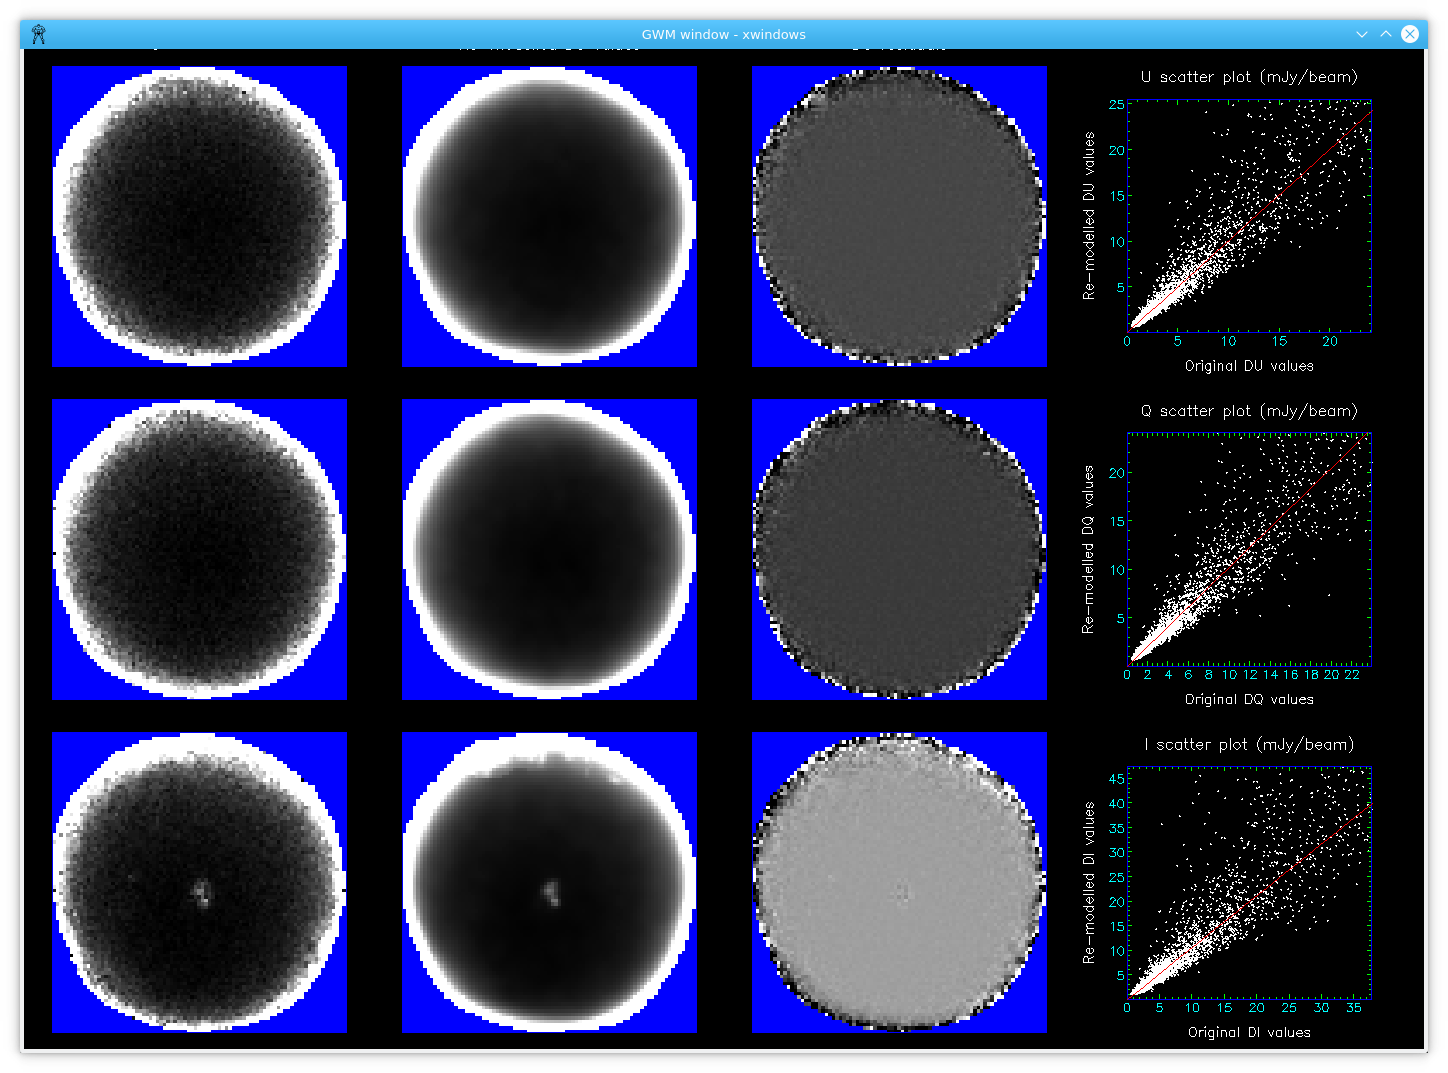 GWM window - xwindows
U scatter plot (mJy/beam)
25
20
15
10
5
Re-modelled DU values
0 5 10 15 20
Original DU values
Q scatter plot (mJy/beam)
20
15
10
5
Re-modelled DQ values
0 2 4 6 8 10 12 14 16 18 20 22
Original DQ values
I scatter plot (mJy/beam)
45
40
35
30
25
20
15
10
5
Re-modelled DI values
0 5 10 15 20 25 30 35
Original DI values